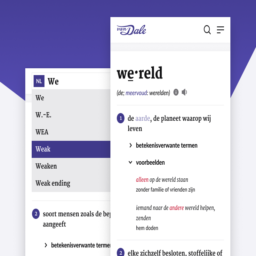 NL We
We
W.-E.
WEA
Weak
Weaken
Weak ending
3 soort mensen zoals de be
aangeeft
betekenisverwante termen
Dale
we·reld
(de; meervoud: werelden)
1 de aarde, de planeet waarop wij
leven
betekenisverwante termen
voorbeelden
alleen op de wereld staan
zonder familie of vrienden zijn
iemand naar de andere wereld helpen,
zenden
hem doden
2 elke zichzelf besloten, stoffelijke of